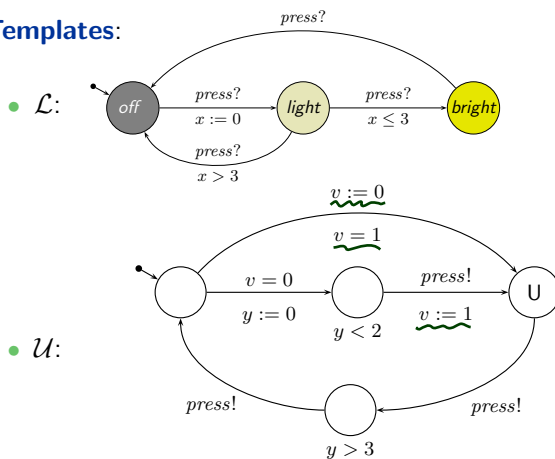 Templates:
press?
• L:
off
press?
x := 0
light
press?
x ≤ 3
bright
press?
x > 3
v := 0
v = 1
v = 0
y := 0
press!
v := 1
U
y < 2
• U:
press!
press!
y > 3